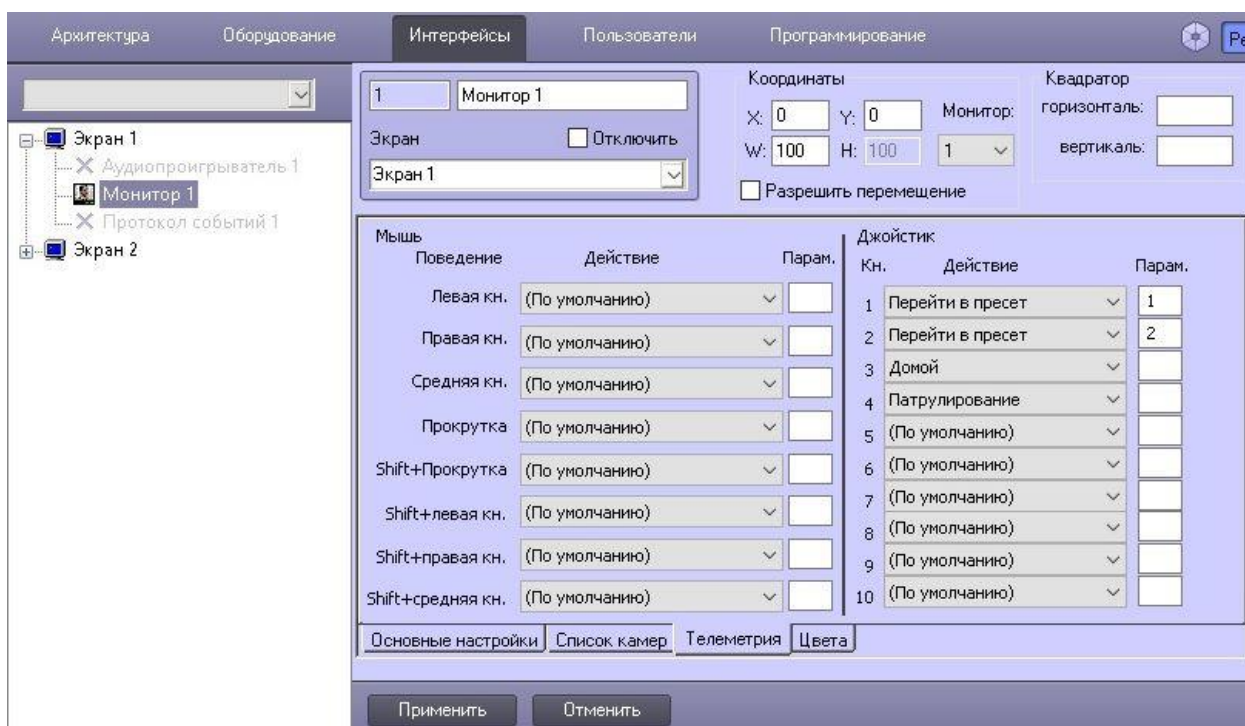 Архитектура Оборудование Интерфейсы Пользователи Программирование
1 Монитор 1
Экран Отключить
Экран 1
Координаты
X: 0 Y: 0 Монитор:
W: 100 H: 100 1
Разрешить перемещение
Квадратор
горизонталь:
вертикаль:
Экран 1
Аудиопроигрыватель 1
Монитор 1
Протокол событий 1
Экран 2
Мышь
Поведение Действие Парам.
Левая кн. (По умолчанию)
Правая кн. (По умолчанию)
Средняя кн. (По умолчанию)
Прокрутка (По умолчанию)
Shift+Прокрутка (По умолчанию)
Shift+левая кн. (По умолчанию)
Shift+правая кн. (По умолчанию)
Shift+средняя кн. (По умолчанию)
Джойстик
Кн. Действие Парам.
1 Перейти в пресет 1
2 Перейти в пресет 2
3 Домой
4 Патрулирование
5 (По умолчанию)
6 (По умолчанию)
7 (По умолчанию)
8 (По умолчанию)
9 (По умолчанию)
10 (По умолчанию)
Основные настройки Список камер Телеметрия Цвета
Применить Отменить